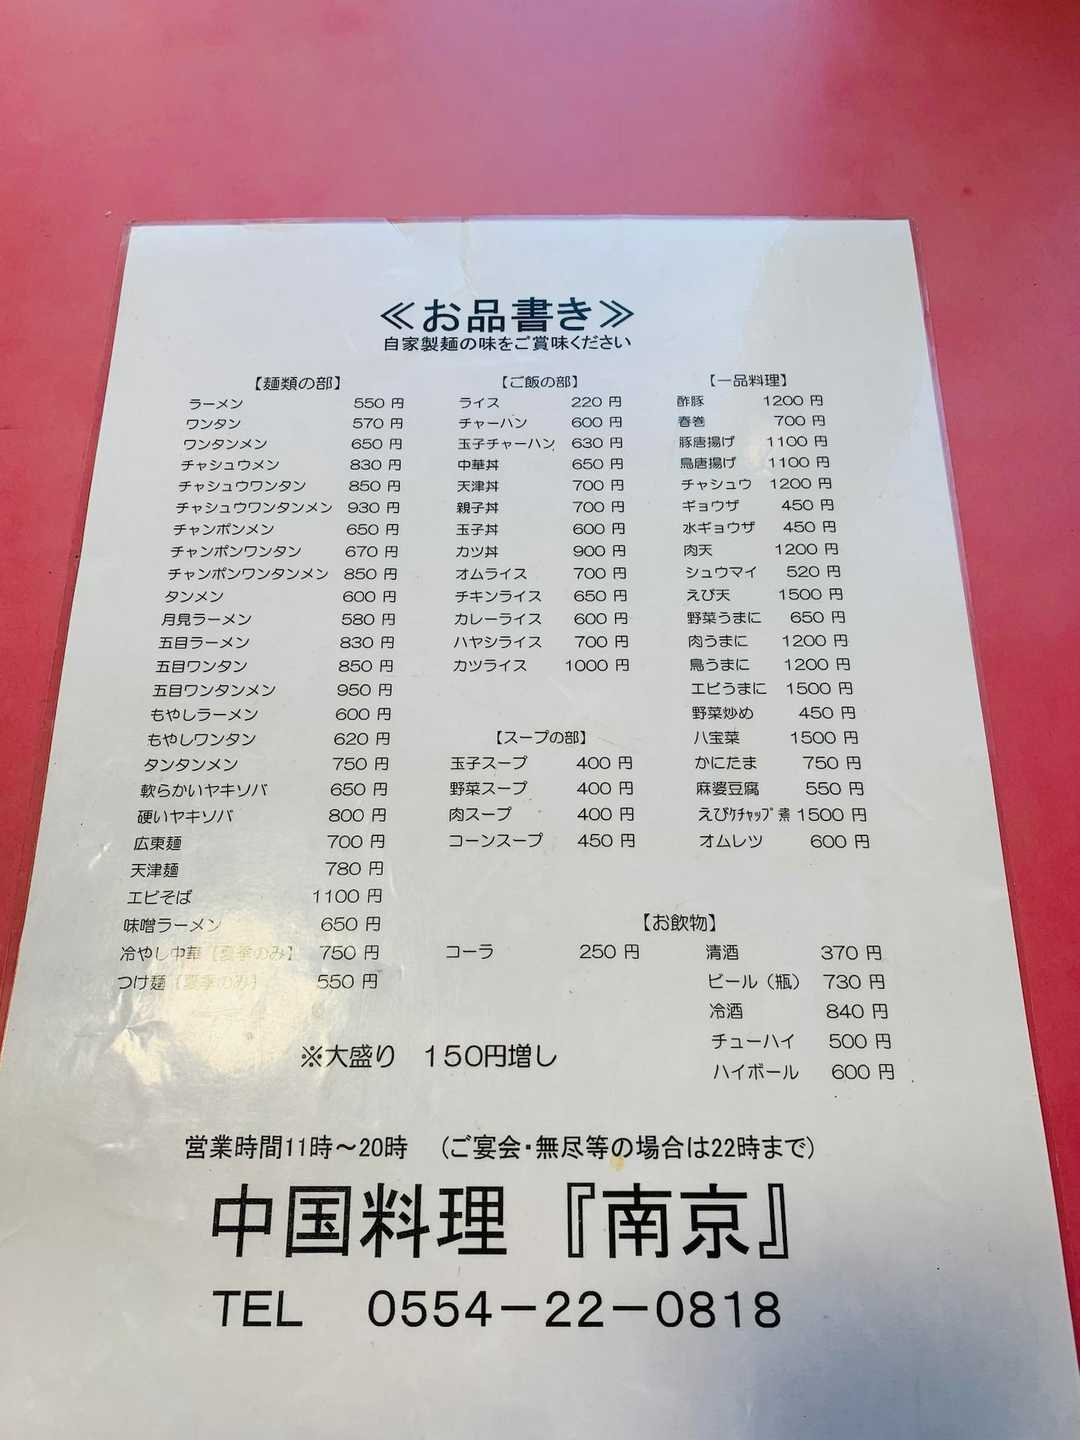 ≪お品書き≫
自家製麺の味をご賞味ください
【麺類の部】
ラーメン 550 円
ワンタン 570 円
ワンタンメン 650 円
チャシュウメン 830 円
チャシュウワンタン 850 円
チャシュウワンタンメン 930 円
チャンポンメン 650 円
チャンポンワンタン 670 円
チャンポンワンタンメン 850 円
タンメン 600 円
月見ラーメン 580 円
五目ラーメン 830 円
五目ワンタン 850 円
五目ワンタンメン 950 円
もやしラーメン 600 円
もやしワンタン 620 円
タンタンメン 750 円
軟らかいヤキソバ 650 円
硬いヤキソバ 800 円
広東麺 700 円
天津麺 780 円
エビそば 1100 円
味噌ラーメン 650 円
冷やし中華【夏季のみ】 750 円
つけ麺【夏季のみ】 550 円
【ご飯の部】
ライス 220 円
チャーハン 600 円
玉子チャーハン 630 円
中華丼 650 円
天津丼 700 円
親子丼 700 円
玉子丼 600 円
カツ丼 900 円
オムライス 700 円
チキンライス 650 円
カレーライス 600 円
ハヤシライス 700 円
カツライス 1000 円
【スープの部】
玉子スープ 400 円
野菜スープ 400 円
肉スープ 400 円
コーンスープ 450 円
【一品料理】
酢豚 1200 円
春巻 700 円
豚唐揚げ 1100 円
鳥唐揚げ 1100 円
チャシュウ 1200 円
ギョウザ 450 円
水ギョウザ 450 円
肉天 1200 円
シュウマイ 520 円
えび天 1500 円
野菜うまに 650 円
肉うまに 1200 円
鳥うまに 1200 円
エビうまに 1500 円
野菜炒め 450 円
八宝菜 1500 円
かにたま 750 円
麻婆豆腐 550 円
えびｹﾁｬｯﾌﾟ煮 1500 円
オムレツ 600 円
【お飲物】
コーラ 250 円
清酒 370 円
ビール（瓶） 730 円
冷酒 840 円
チューハイ 500 円
ハイボール 600 円
※大盛り 150円増し
営業時間11時～20時 （ご宴会・無尽等の場合は22時まで）
中国料理『南京』
TEL 0554－22－0818